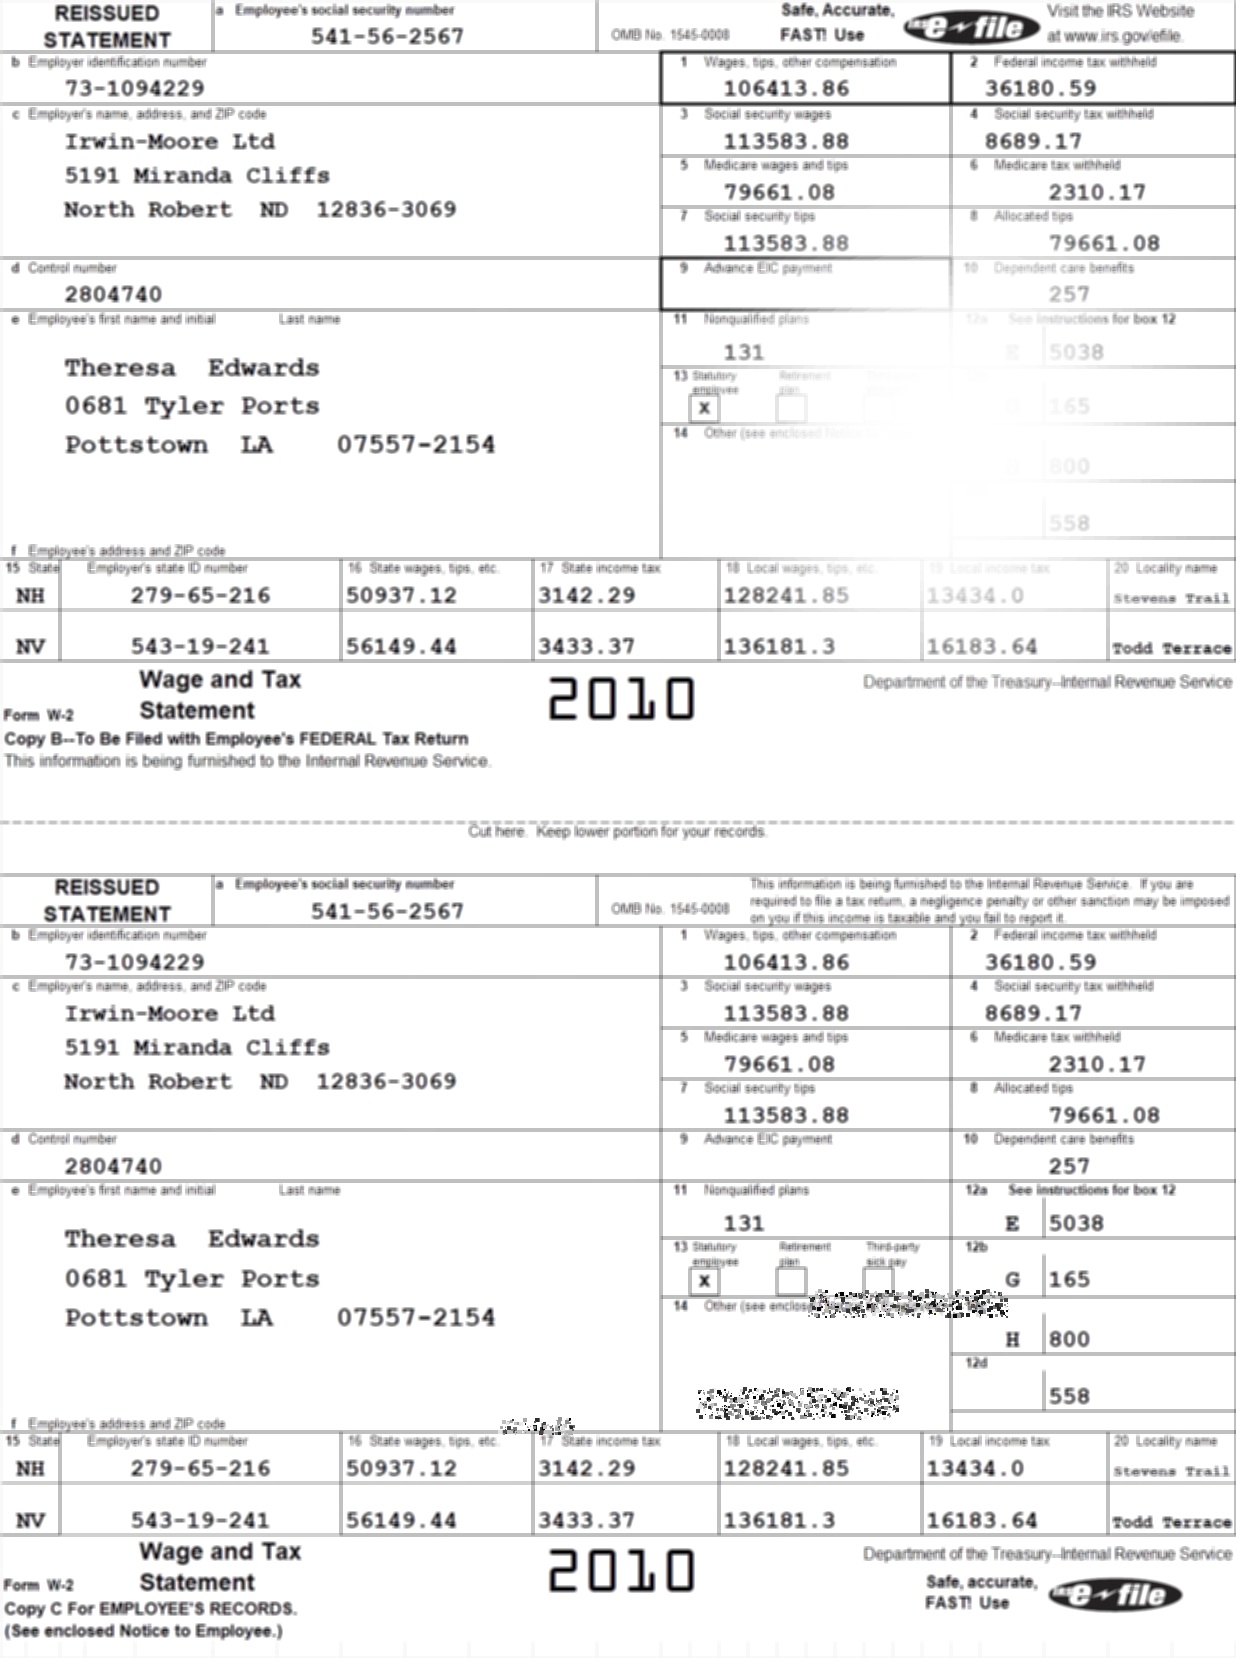 REISSUED STATEMENT
a Employee's social security number
541-56-2567
OMB No. 1545-0008
Safe, Accurate, FAST! Use
IRS e-file
Visit the IRS Website at www.irs.gov/efile.
b Employer identification number
73-1094229
1 Wages, tips, other compensation
106413.86
2 Federal income tax withheld
36180.59
c Employer's name, address, and ZIP code
Irwin-Moore Ltd
5191 Miranda Cliffs
North Robert ND 12836-3069
3 Social security wages
113583.88
4 Social security tax withheld
8689.17
5 Medicare wages and tips
79661.08
6 Medicare tax withheld
2310.17
7 Social security tips
113583.88
8 Allocated tips
79661.08
d Control number
2804740
9 Advance EIC payment
10 Dependent care benefits
257
e Employee's first name and initial Last name
Theresa Edwards
0681 Tyler Ports
Pottstown LA 07557-2154
11 Nonqualified plans
131
12a See instructions for box 12
E 5038
13 Statutory employee
X
Retirement plan
165
14 Other (see enclosed
800
558
f Employee's address and ZIP code
15 State Employer's state ID number
16 State wages, tips, etc.
17 State income tax
18 Local wages, tips, etc.
19 Local income tax
20 Locality name
NH 279-65-216 50937.12 3142.29 128241.85 13434.0 Stevens Trail
NV 543-19-241 56149.44 3433.37 136181.3 16183.64 Todd Terrace
Form W-2
Wage and Tax Statement
2010
Department of the Treasury--Internal Revenue Service
Copy B--To Be Filed with Employee's FEDERAL Tax Return
This information is being furnished to the Internal Revenue Service.
Cut here. Keep lower portion for your records.
REISSUED STATEMENT
a Employee's social security number
541-56-2567
OMB No. 1545-0008
This information is being furnished to the Internal Revenue Service. If you are
required to file a tax return, a negligence penalty or other sanction may be imposed
on you if this income is taxable and you fail to report it.
b Employer identification number
73-1094229
1 Wages, tips, other compensation
106413.86
2 Federal income tax withheld
36180.59
c Employer's name, address, and ZIP code
Irwin-Moore Ltd
5191 Miranda Cliffs
North Robert ND 12836-3069
3 Social security wages
113583.88
4 Social security tax withheld
8689.17
5 Medicare wages and tips
79661.08
6 Medicare tax withheld
2310.17
7 Social security tips
113583.88
8 Allocated tips
79661.08
d Control number
2804740
9 Advance EIC payment
10 Dependent care benefits
257
e Employee's first name and initial Last name
Theresa Edwards
0681 Tyler Ports
Pottstown LA 07557-2154
11 Nonqualified plans
131
12a See instructions for box 12
E 5038
13 Statutory employee
X
Retirement plan
Third-party sick pay
12b
G 165
14 Other (see
H 800
12d
558
f Employee's address and ZIP code
15 State Employer's state ID number
16 State wages, tips, etc.
17 State income tax
18 Local wages, tips, etc.
19 Local income tax
20 Locality name
NH 279-65-216 50937.12 3142.29 128241.85 13434.0 Stevens Trail
NV 543-19-241 56149.44 3433.37 136181.3 16183.64 Todd Terrace
Form W-2
Wage and Tax Statement
2010
Department of the Treasury--Internal Revenue Service
Safe, accurate, FAST! Use
IRS e-file
Copy C For EMPLOYEE'S RECORDS.
(See enclosed Notice to Employee.)